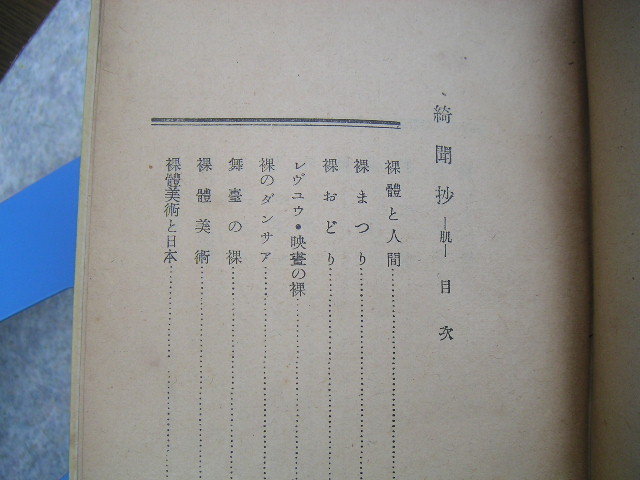 綺聞抄―肌― 目次
裸體と人間
裸まつり
裸おどり
レヴユウ・映畫の裸
裸のダンサア
舞臺の裸
裸體美術
裸體美術と日本